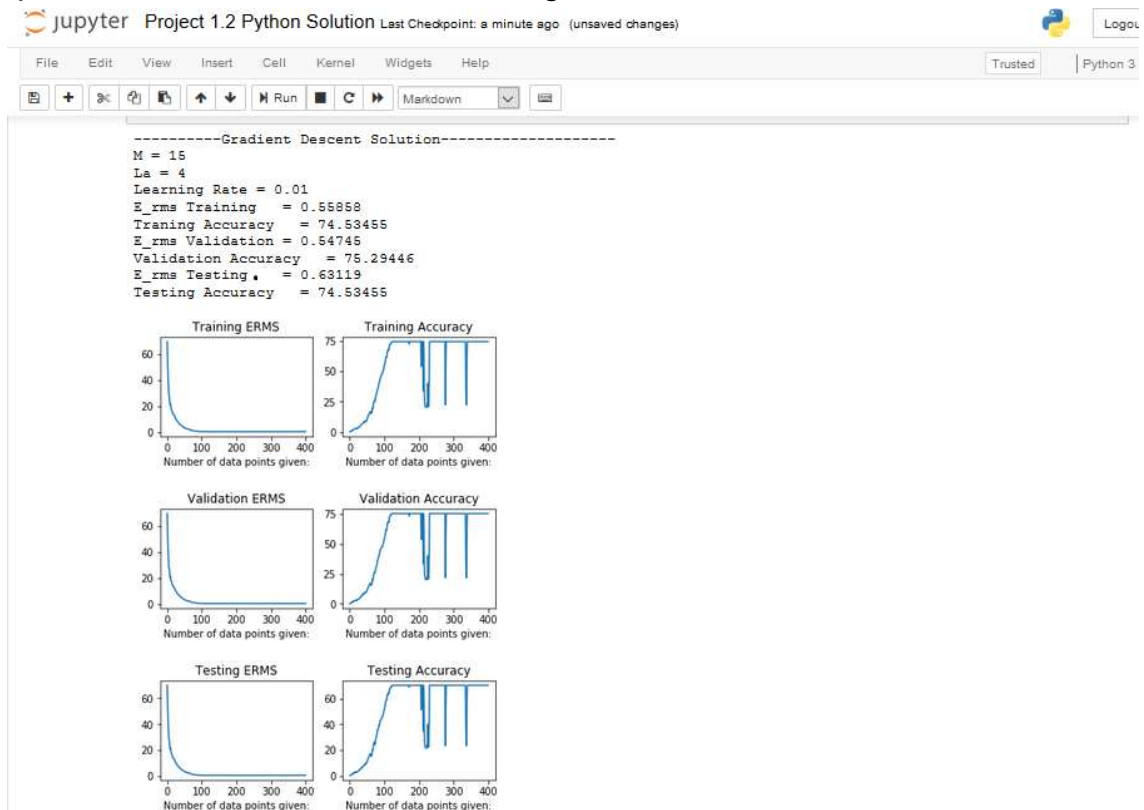 jupyter Project 1.2 Python Solution Last Checkpoint: a minute ago (unsaved changes) Logou
File Edit View Insert Cell Kernel Widgets Help Trusted Python 3
Run Markdown
----------Gradient Descent Solution--------------------
M = 15
La = 4
Learning Rate = 0.01
E_rms Training = 0.55858
Traning Accuracy = 74.53455
E_rms Validation = 0.54745
Validation Accuracy = 75.29446
E_rms Testing. = 0.63119
Testing Accuracy = 74.53455
Training ERMS Training Accuracy
60 40 20 0 75 50 25 0
0 100 200 300 400 0 100 200 300 400
Number of data points given: Number of data points given:
Validation ERMS Validation Accuracy
60 40 20 0 75 50 25 0
0 100 200 300 400 0 100 200 300 400
Number of data points given: Number of data points given:
Testing ERMS Testing Accuracy
60 40 20 0 60 40 20 0
0 100 200 300 400 0 100 200 300 400
Number of data points given: Number of data points given: